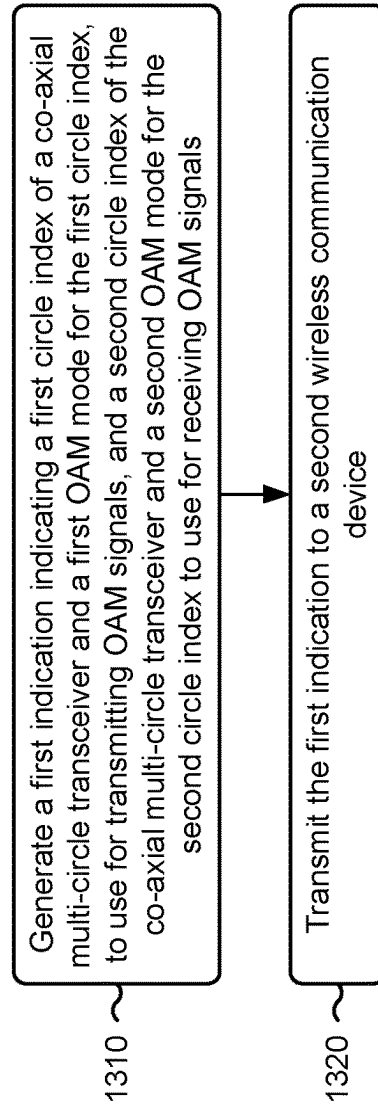 1310
Generate a first indication indicating a first circle index of a co-axial
multi-circle transceiver and a first OAM mode for the first circle index,
to use for transmitting OAM signals, and a second circle index of the
co-axial multi-circle transceiver and a second OAM mode for the
second circle index to use for receiving OAM signals
1320
Transmit the first indication to a second wireless communication
device